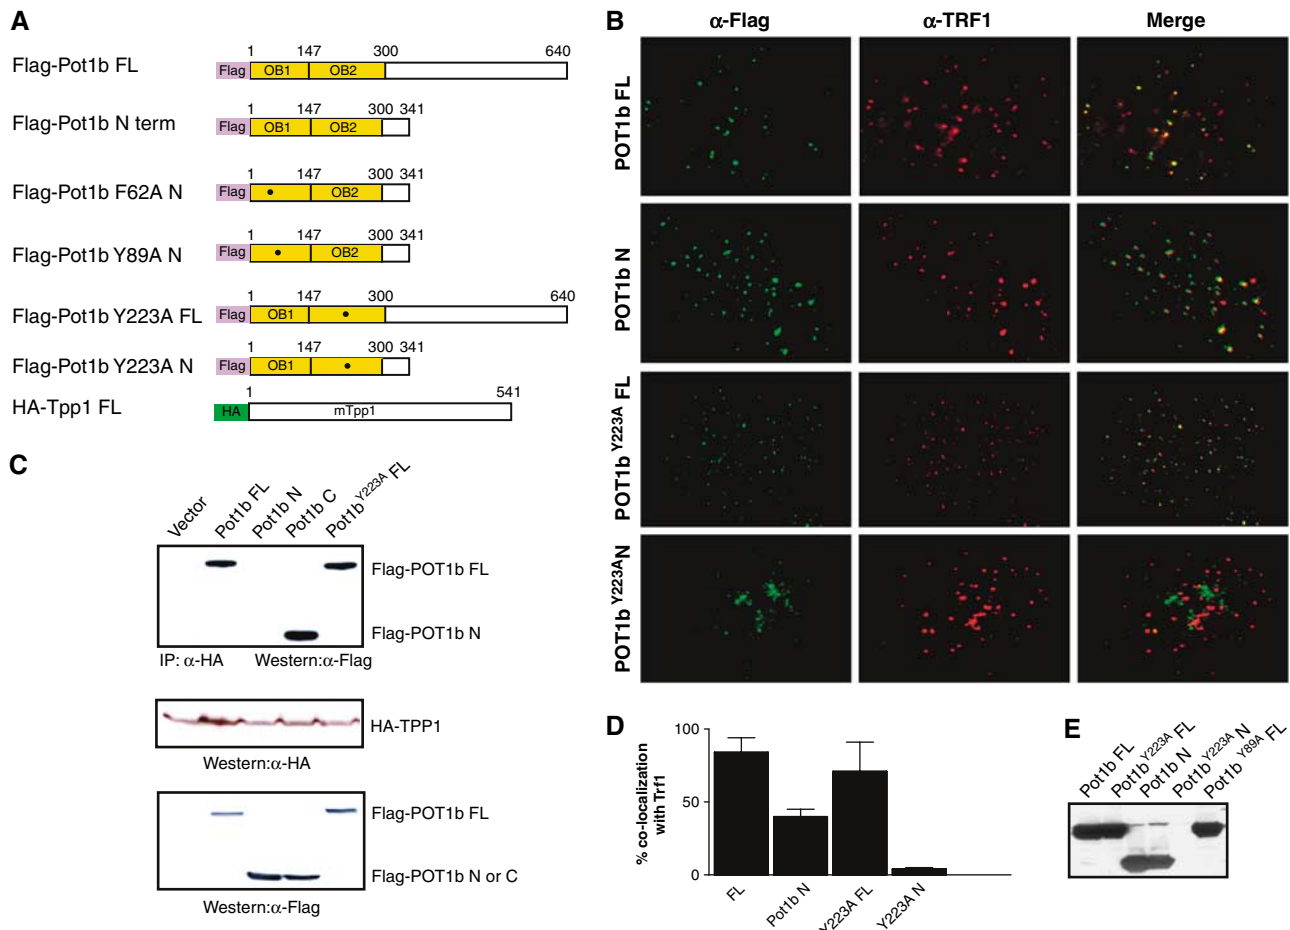 A
1 147 300 640
Flag-Pot1b FL Flag OB1 OB2
1 147 300 341
Flag-Pot1b N term Flag OB1 OB2
1 147 300 341
Flag-Pot1b F62A N Flag OB2
1 147 300 341
Flag-Pot1b Y89A N Flag OB2
1 147 300 640
Flag-Pot1b Y223A FL Flag OB1
1 147 300 341
Flag-Pot1b Y223A N Flag OB1
1 541
HA-Tpp1 FL HA mTpp1
B
α-Flag α-TRF1 Merge
POT1b FL
POT1b N
POT1b Y223A FL
POT1b Y223A N
C
Vector Pot1b FL Pot1b N Pot1b C Pot1b Y223A FL
Flag-POT1b FL
Flag-POT1b N
IP: α-HA Western:α-Flag
HA-TPP1
Western:α-HA
Flag-POT1b FL
Flag-POT1b N or C
Western:α-Flag
D
% co-localization
with Trf1
100
50
0
FL Pot1b N Y223A FL Y223A N
E
Pot1b FL Pot1b Y223A FL Pot1b N Pot1b Y223A N Pot1b Y89A FL